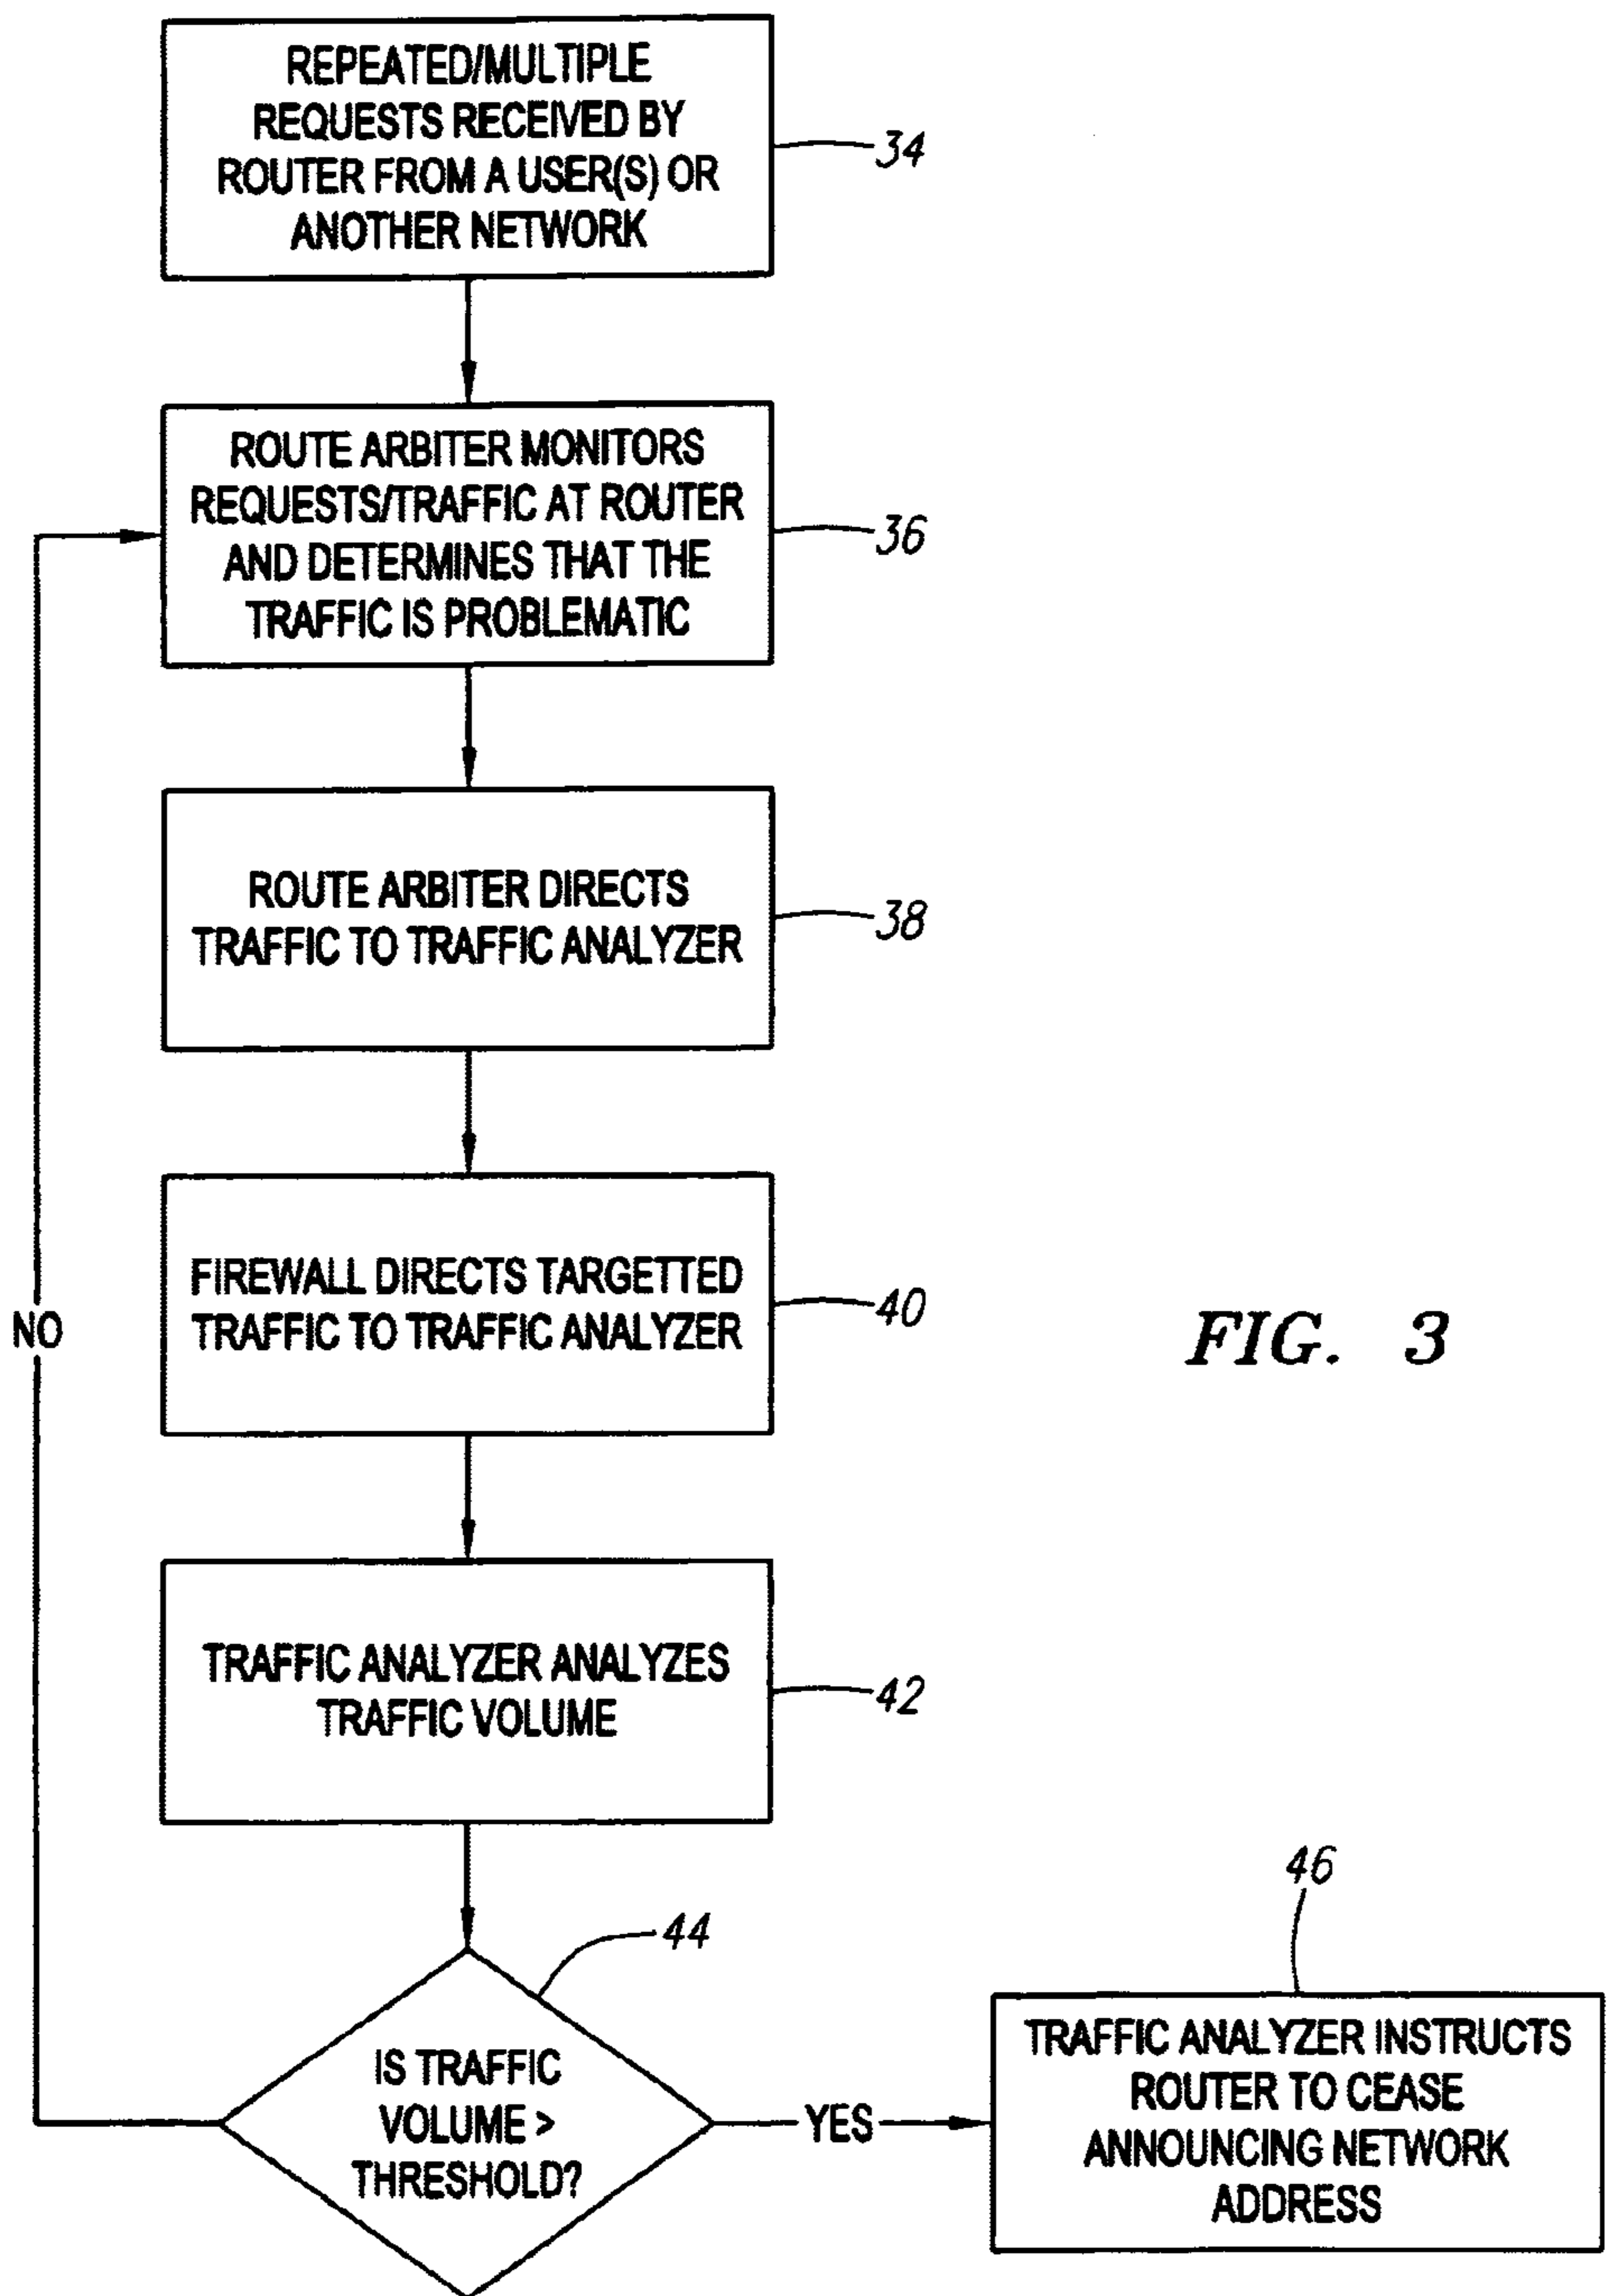 REPEATED/MULTIPLE
REQUESTS RECEIVED BY
ROUTER FROM A USER(S) OR
ANOTHER NETWORK
34
ROUTE ARBITER MONITORS
REQUESTS/TRAFFIC AT ROUTER
AND DETERMINES THAT THE
TRAFFIC IS PROBLEMATIC
36
ROUTE ARBITER DIRECTS
TRAFFIC TO TRAFFIC ANALYZER
38
FIREWALL DIRECTS TARGETTED
TRAFFIC TO TRAFFIC ANALYZER
40
NO
FIG. 3
TRAFFIC ANALYZER ANALYZES
TRAFFIC VOLUME
42
44
IS TRAFFIC
VOLUME >
THRESHOLD?
YES
46
TRAFFIC ANALYZER INSTRUCTS
ROUTER TO CEASE
ANNOUNCING NETWORK
ADDRESS